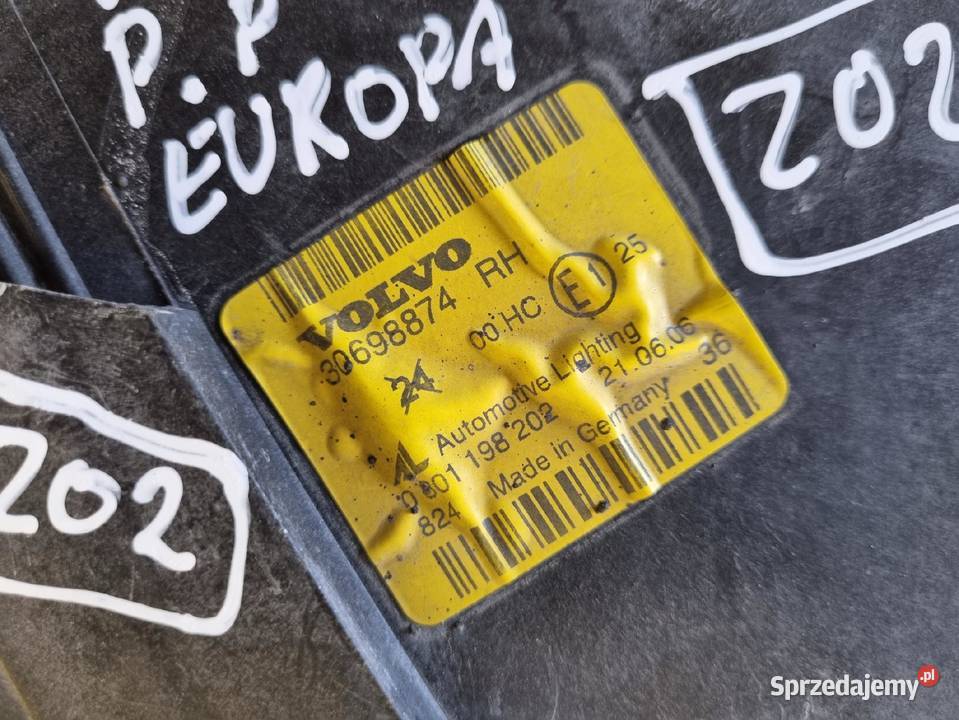 P. P
EUROPA
202
VOLVO
30698874 RH
24 00 HC E1 25
Automotive Lighting
0 301 198 202 21.06.06
824 Made in Germany 36
202
Sprzedajemy.pl